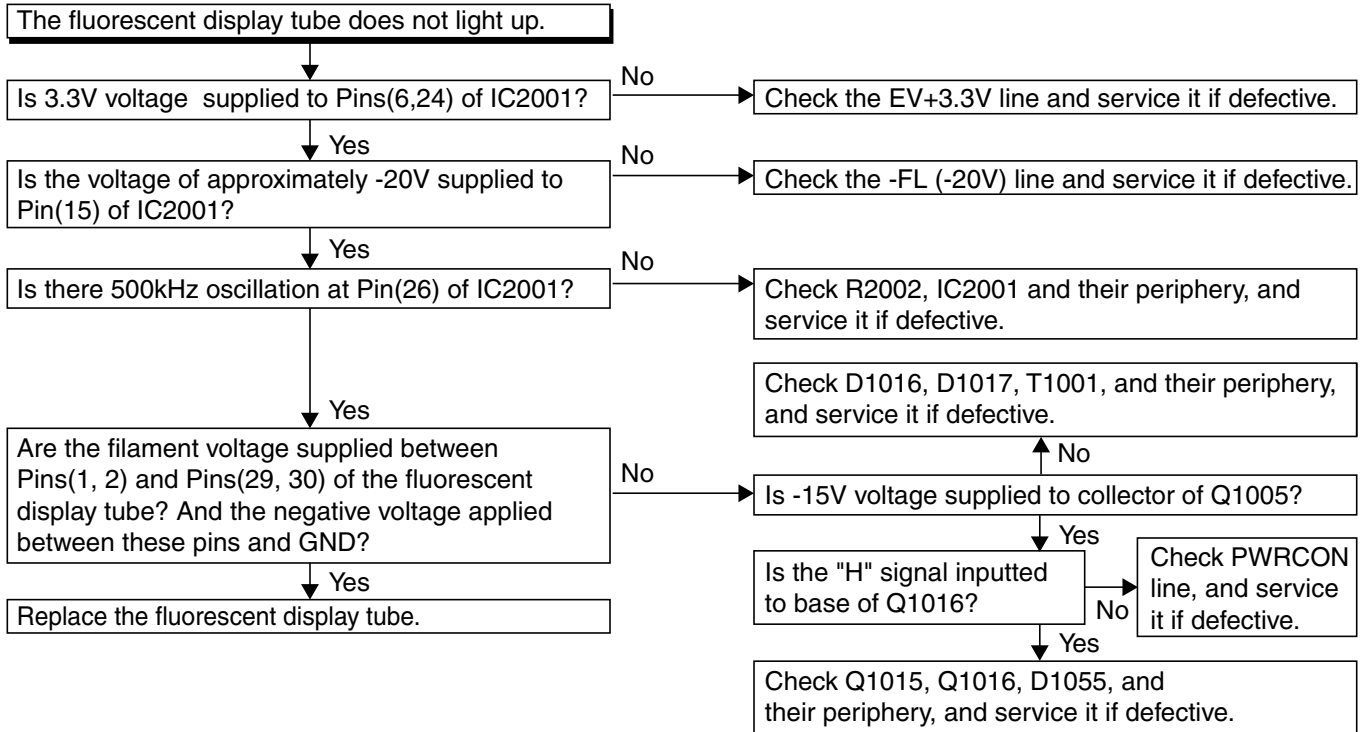 The fluorescent display tube does not light up.
Is 3.3V voltage  supplied to Pins(6,24) of IC2001?
No
Check the EV+3.3V line and service it if defective.
Yes
Is the voltage of approximately -20V supplied to
Pin(15) of IC2001?
No
Check the -FL (-20V) line and service it if defective.
Yes
Is there 500kHz oscillation at Pin(26) of IC2001?
No
Check R2002, IC2001 and their periphery, and
service it if defective.
Yes
Are the filament voltage supplied between
Pins(1, 2) and Pins(29, 30) of the fluorescent
display tube? And the negative voltage applied
between these pins and GND?
No
Is -15V voltage supplied to collector of Q1005?
No
Check D1016, D1017, T1001, and their periphery,
and service it if defective.
Yes
Is the "H" signal inputted
to base of Q1016?
No
Check PWRCON
line, and service
it if defective.
Yes
Check Q1015, Q1016, D1055, and
their periphery, and service it if defective.
Yes
Replace the fluorescent display tube.